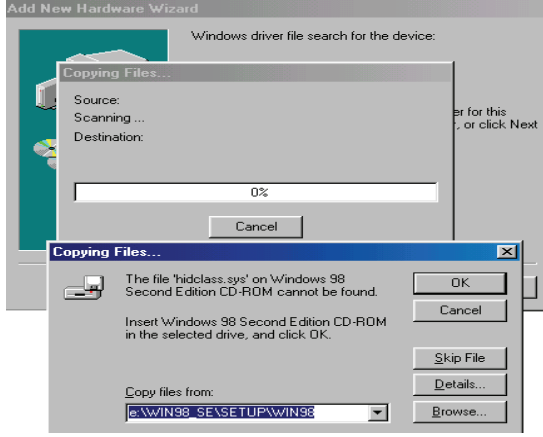 Add New Hardware Wizard
Windows driver file search for the device:
Copying Files...
Source:
Scanning ...
Destination:
er for this
, or click Next
0%
Cancel
Copying Files...
The file 'hidclass.sys' on Windows 98
Second Edition CD-ROM cannot be found.
Insert Windows 98 Second Edition CD-ROM
in the selected drive, and click OK.
Copy files from:
e:\WIN98_SE\SETUP\WIN98
OK
Cancel
Skip File
Details...
Browse...